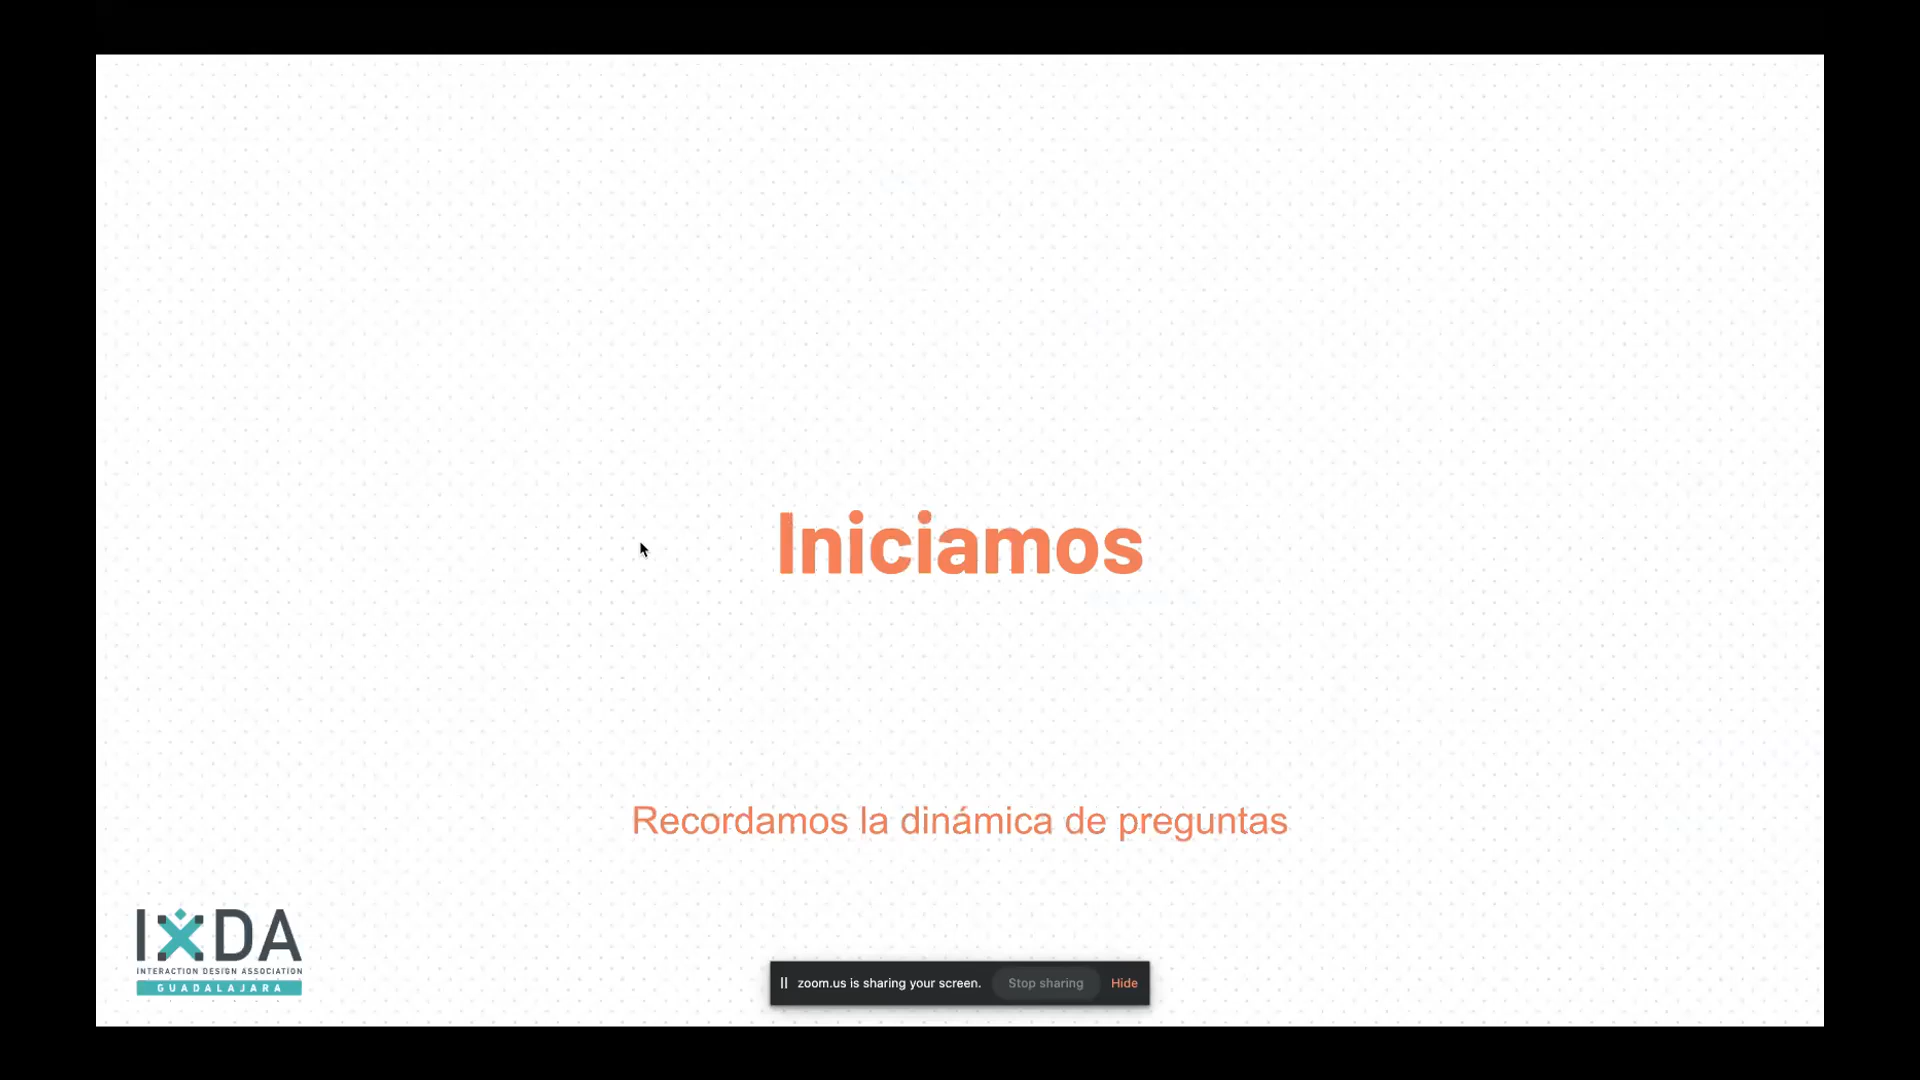 Iniciamos
Recordamos la dinámica de preguntas
IXDA
INTERACTION DESIGN ASSOCIATION
GUADALAJARA
zoom.us is sharing your screen. Stop sharing Hide